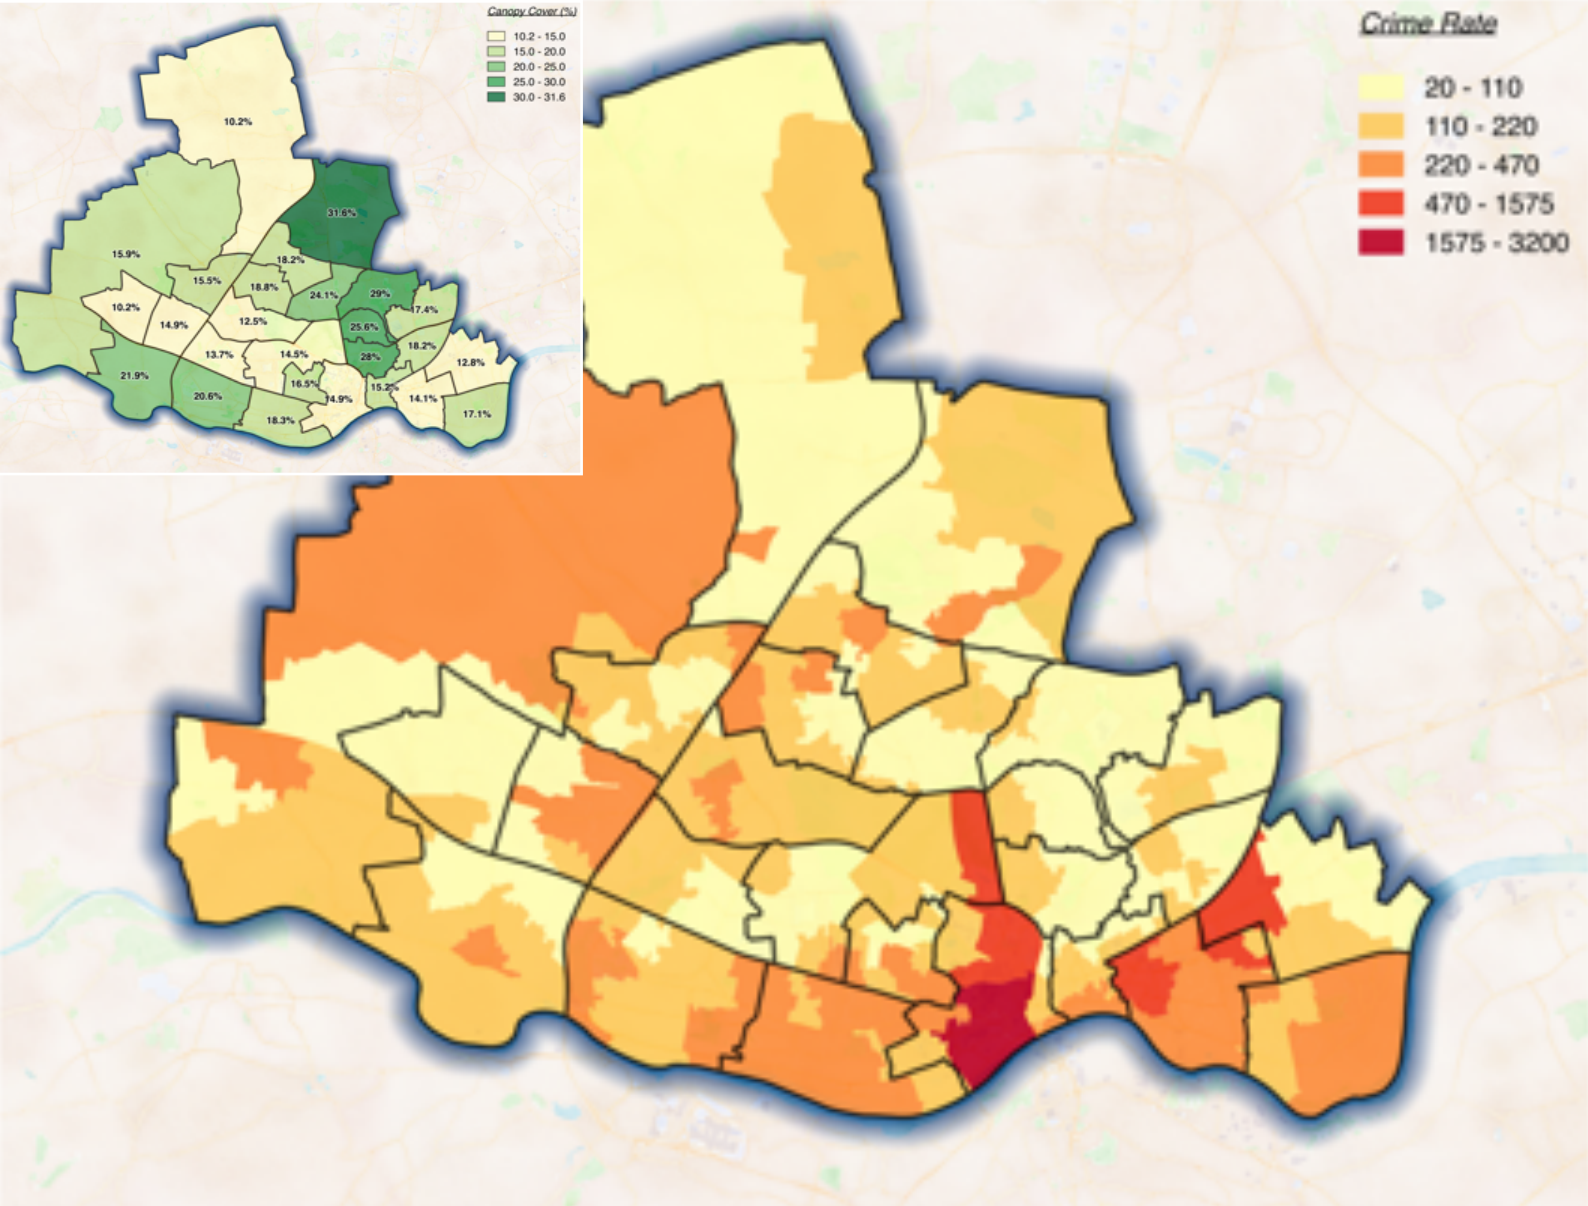 Canopy Cover (%)
10.2 - 15.0
15.0 - 20.0
20.0 - 25.0
25.0 - 30.0
30.0 - 31.6
10.2%
31.6%
15.9%
18.2%
15.5%
18.8%
24.1%
29%
17.4%
10.2%
14.9%
12.5%
25.6%
18.2%
13.7%
14.5%
28%
12.8%
21.9%
20.6%
16.5%
15.2%
14.9%
14.1%
18.3%
17.1%
Crime Rate
20 - 110
110 - 220
220 - 470
470 - 1575
1575 - 3200